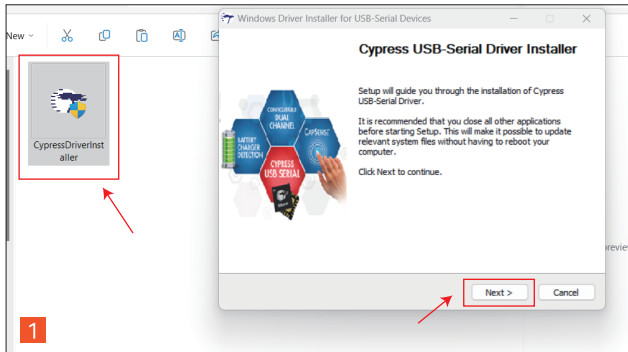 New
Windows Driver Installer for USB-Serial Devices
Cypress USB-Serial Driver Installer
Setup will guide you through the installation of Cypress
USB-Serial Driver.
It is recommended that you close all other applications
before starting Setup. This will make it possible to update
relevant system files without having to reboot your
computer.
Click Next to continue.
CypressDriverInst
aller
CONFIGURABLE
DUAL
CHANNEL
CAPSENSE
BATTERY
CHARGER
DETECTION
CYPRESS
USB SERIAL
Next >
Cancel
1